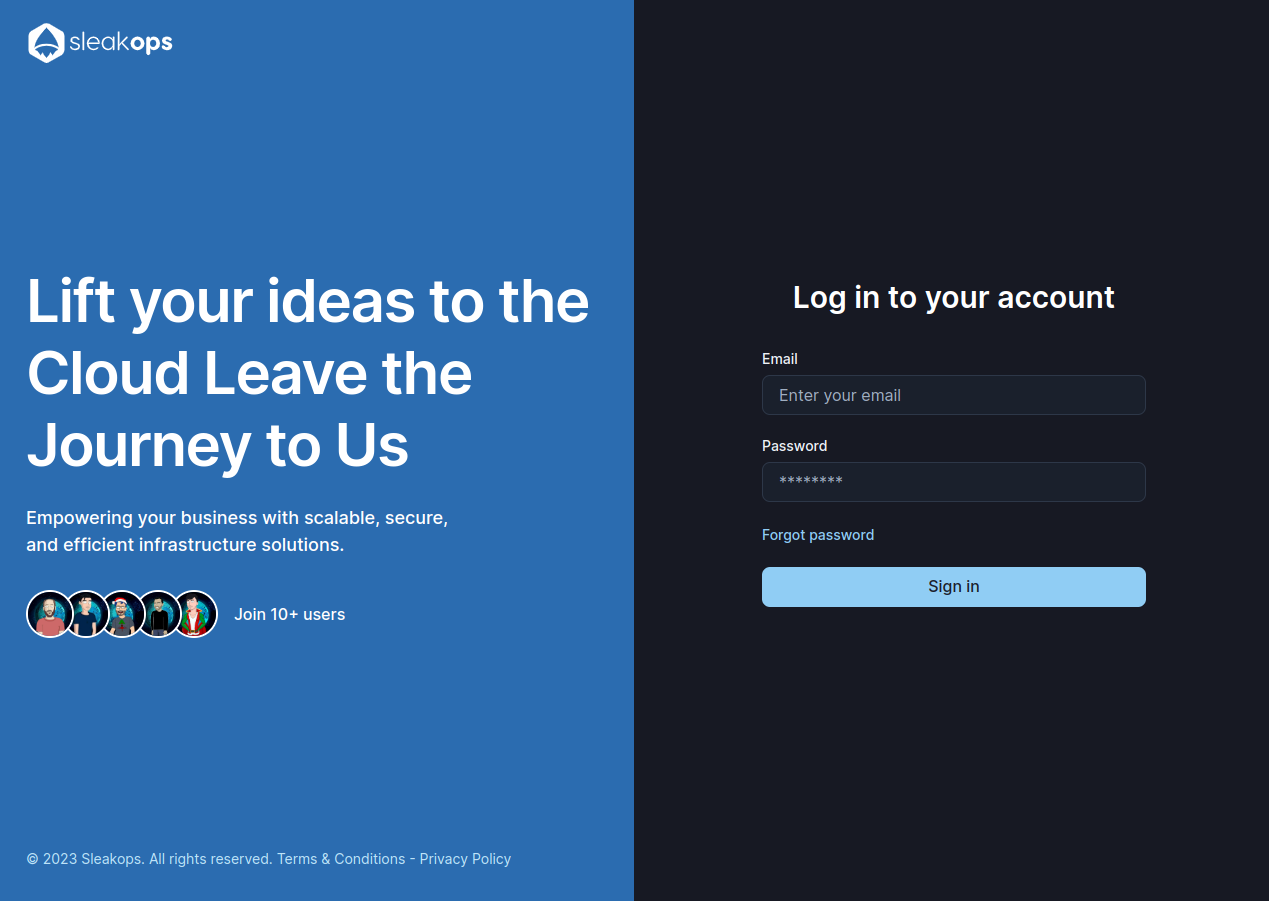 sleakops
Lift your ideas to the
Cloud Leave the
Journey to Us
Empowering your business with scalable, secure,
and efficient infrastructure solutions.
Join 10+ users
© 2023 Sleakops. All rights reserved. Terms & Conditions - Privacy Policy
Log in to your account
Email
Enter your email
Password
********
Forgot password
Sign in